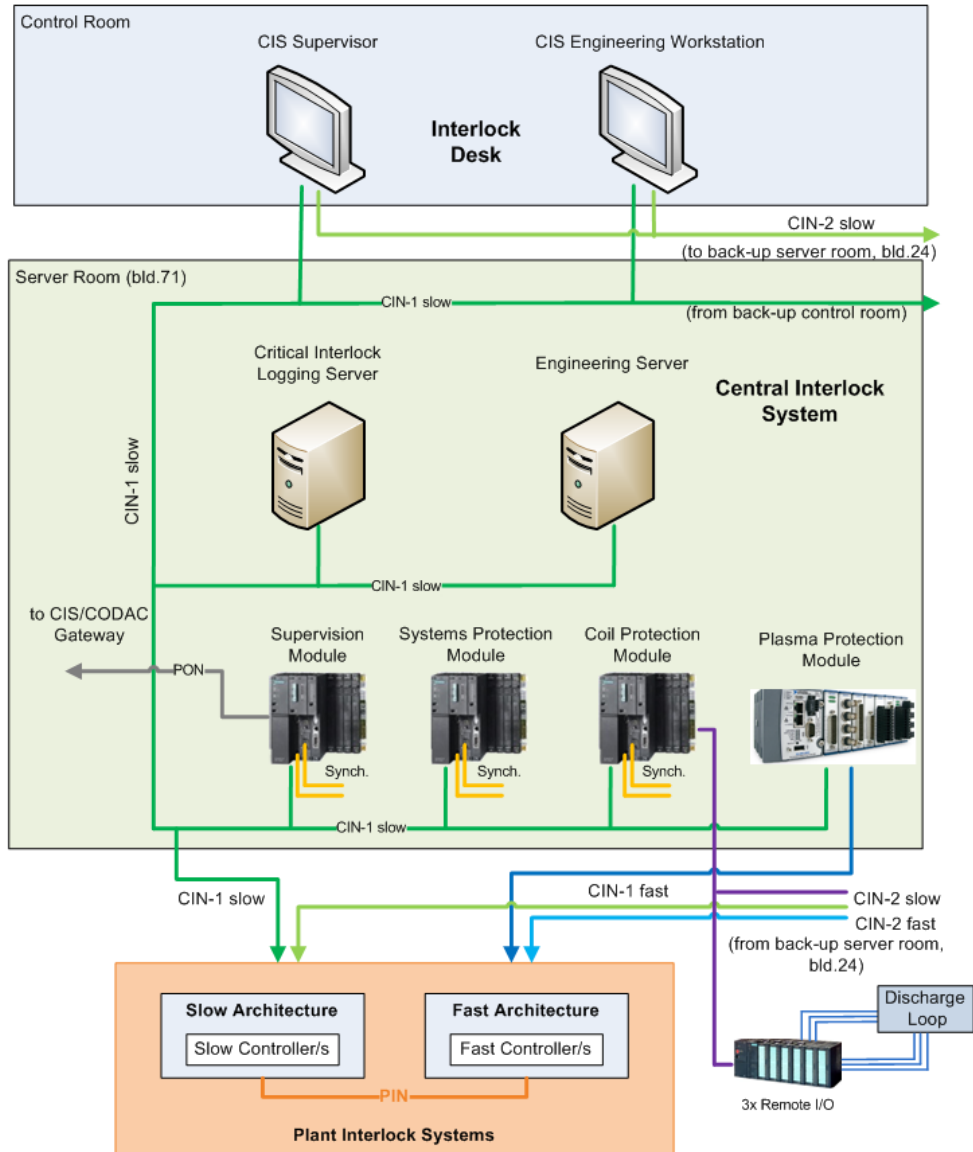 Control Room
CIS Supervisor
CIS Engineering Workstation
Interlock
Desk
CIN-2 slow
(to back-up server room, bld.24)
Server Room (bld.71)
CIN-1 slow
(from back-up control room)
Critical Interlock
Logging Server
Engineering Server
Central Interlock
System
CIN-1 slow
CIN-1 slow
to CIS/CODAC
Gateway
PON
Supervision
Module
Systems Protection
Module
Coil Protection
Module
Plasma Protection
Module
Synch.
Synch.
Synch.
CIN-1 slow
CIN-1 slow
CIN-1 fast
CIN-2 slow
CIN-2 fast
(from back-up server room,
bld.24)
Slow Architecture
Slow Controller/s
Fast Architecture
Fast Controller/s
PIN
Plant Interlock Systems
Discharge
Loop
3x Remote I/O